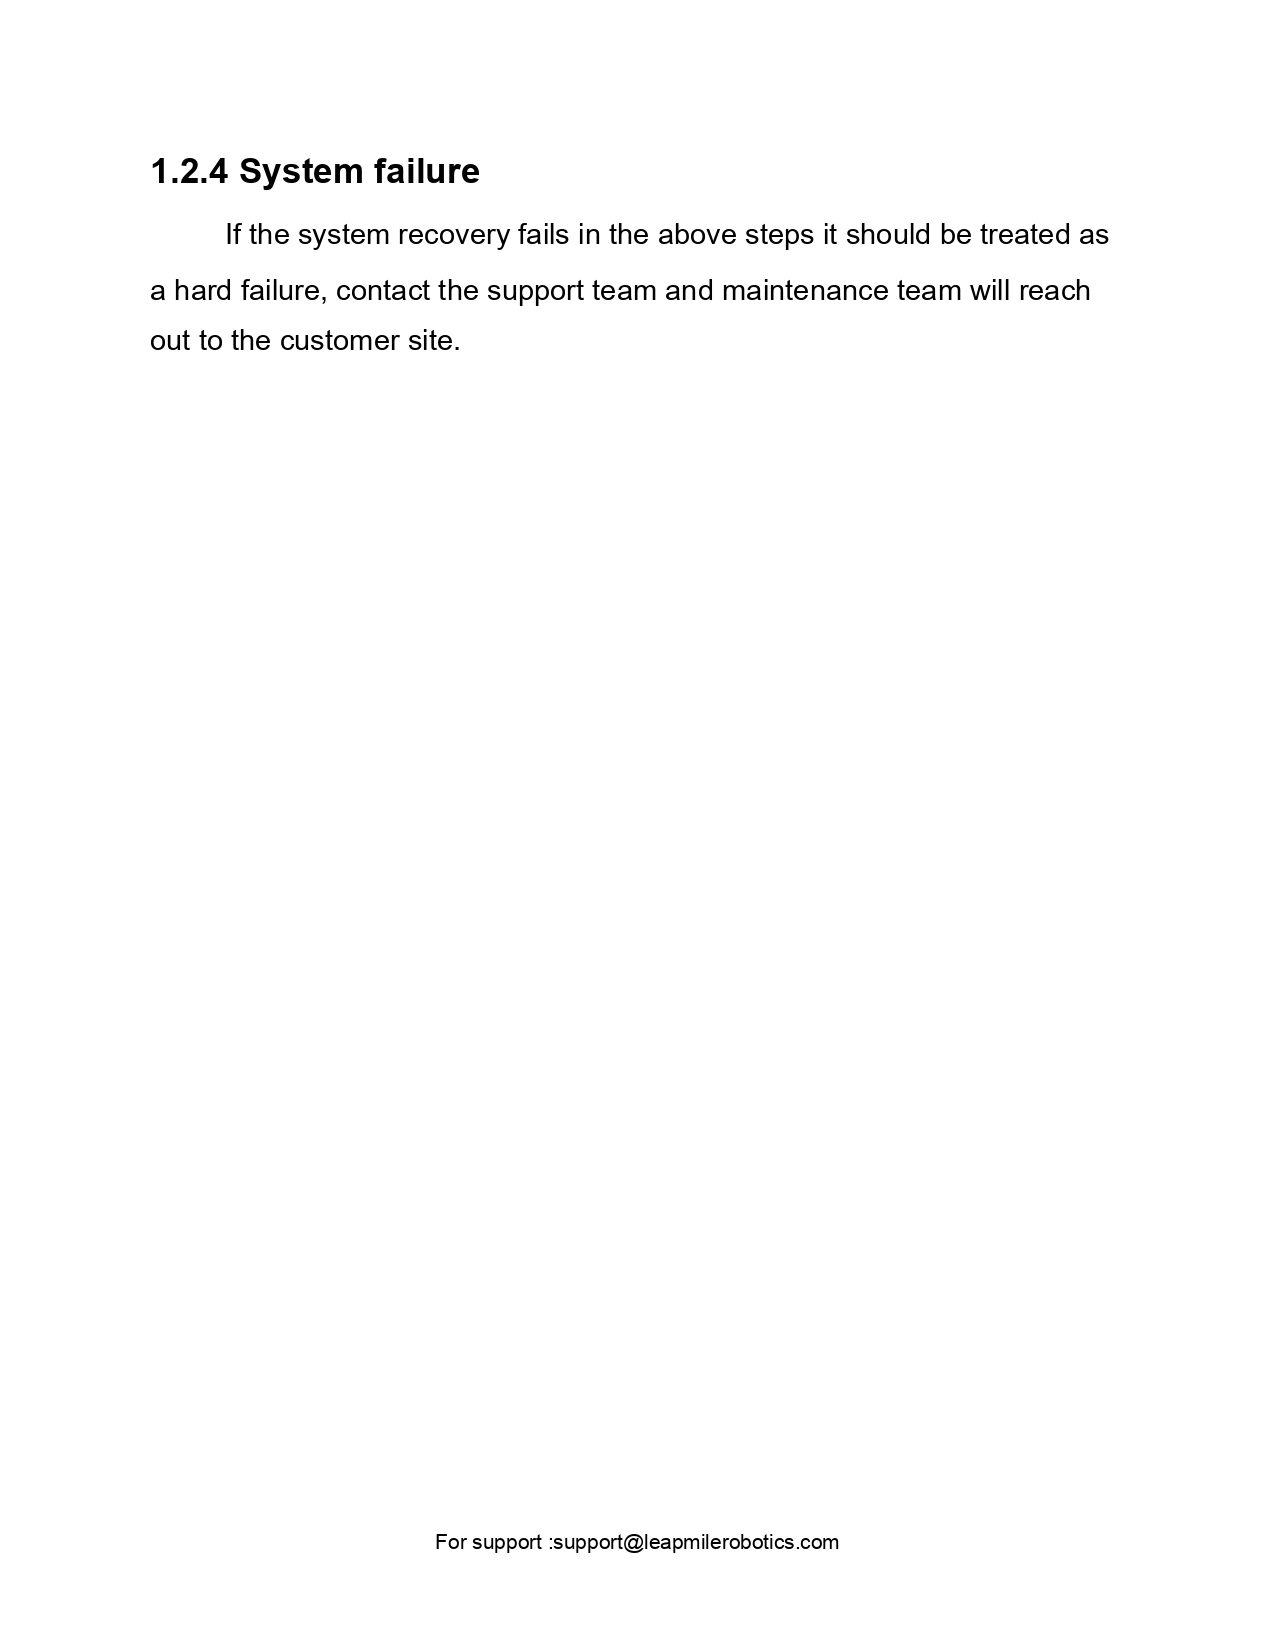 1.2.4 System failure
If the system recovery fails in the above steps it should be treated as
a hard failure, contact the support team and maintenance team will reach
out to the customer site.
For support :support@leapmilerobotics.com